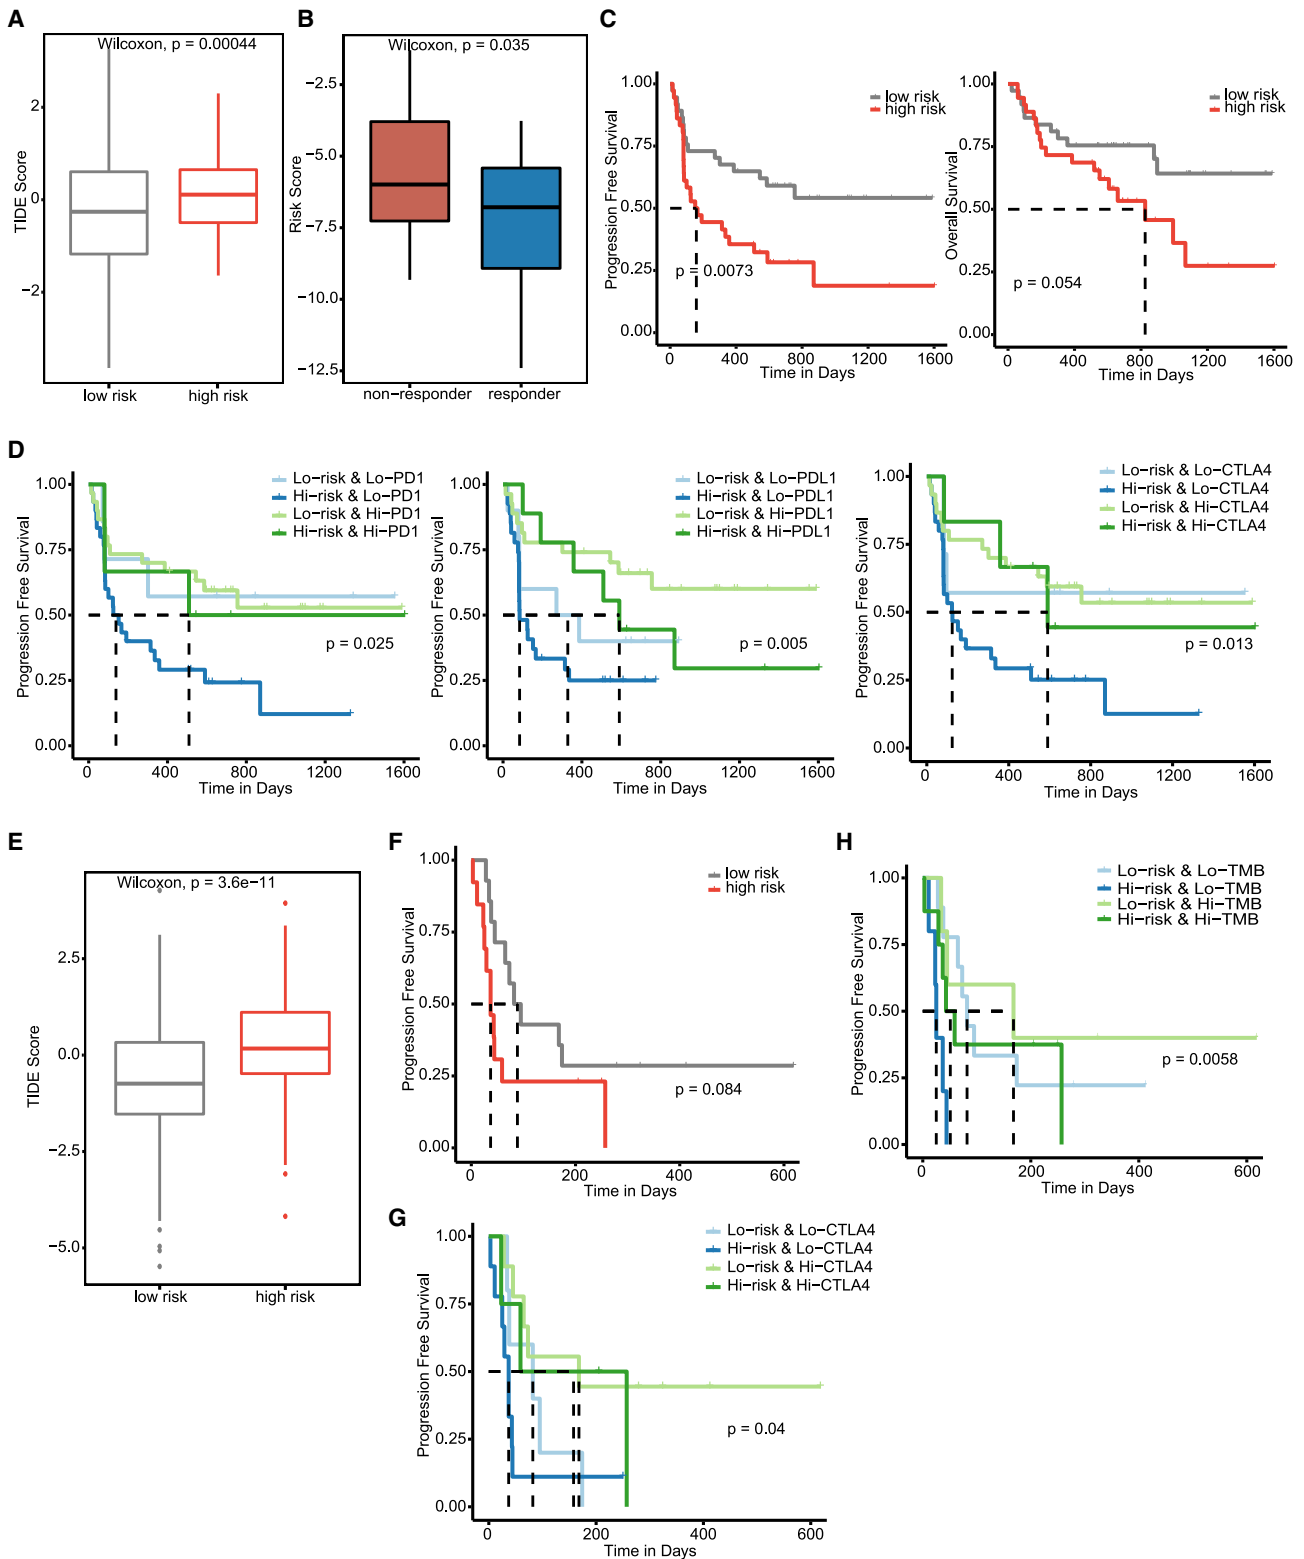 A
Wilcoxon, p = 0.00044
TIDE Score
2
0
−2
low risk
high risk
B
Wilcoxon, p = 0.035
Risk Score
−2.5
−5.0
−7.5
−10.0
−12.5
non−responder
responder
C
Progression Free Survival
1.00
0.75
0.50
0.25
0.00
low risk
high risk
p = 0.0073
0 400 800 1200 1600
Time in Days
Overall Survival
1.00
0.75
0.50
0.25
0.00
low risk
high risk
p = 0.054
0 400 800 1200 1600
Time in Days
D
Progression Free Survival
1.00
0.75
0.50
0.25
0.00
Lo−risk & Lo−PD1
Hi−risk & Lo−PD1
Lo−risk & Hi−PD1
Hi−risk & Hi−PD1
p = 0.025
0 400 800 1200 1600
Time in Days
Progression Free Survival
1.00
0.75
0.50
0.25
0.00
Lo−risk & Lo−PDL1
Hi−risk & Lo−PDL1
Lo−risk & Hi−PDL1
Hi−risk & Hi−PDL1
p = 0.005
0 400 800 1200 1600
Time in Days
Progression Free Survival
1.00
0.75
0.50
0.25
0.00
Lo−risk & Lo−CTLA4
Hi−risk & Lo−CTLA4
Lo−risk & Hi−CTLA4
Hi−risk & Hi−CTLA4
p = 0.013
0 400 800 1200 1600
Time in Days
E
Wilcoxon, p = 3.6e−11
TIDE Score
2.5
0.0
−2.5
−5.0
low risk
high risk
F
Progression Free Survival
1.00
0.75
0.50
0.25
0.00
low risk
high risk
p = 0.084
0 200 400 600
Time in Days
H
Progression Free Survival
1.00
0.75
0.50
0.25
0.00
Lo−risk & Lo−TMB
Hi−risk & Lo−TMB
Lo−risk & Hi−TMB
Hi−risk & Hi−TMB
p = 0.0058
0 200 400 600
Time in Days
G
Progression Free Survival
1.00
0.75
0.50
0.25
0.00
Lo−risk & Lo−CTLA4
Hi−risk & Lo−CTLA4
Lo−risk & Hi−CTLA4
Hi−risk & Hi−CTLA4
p = 0.04
0 200 400 600
Time in Days